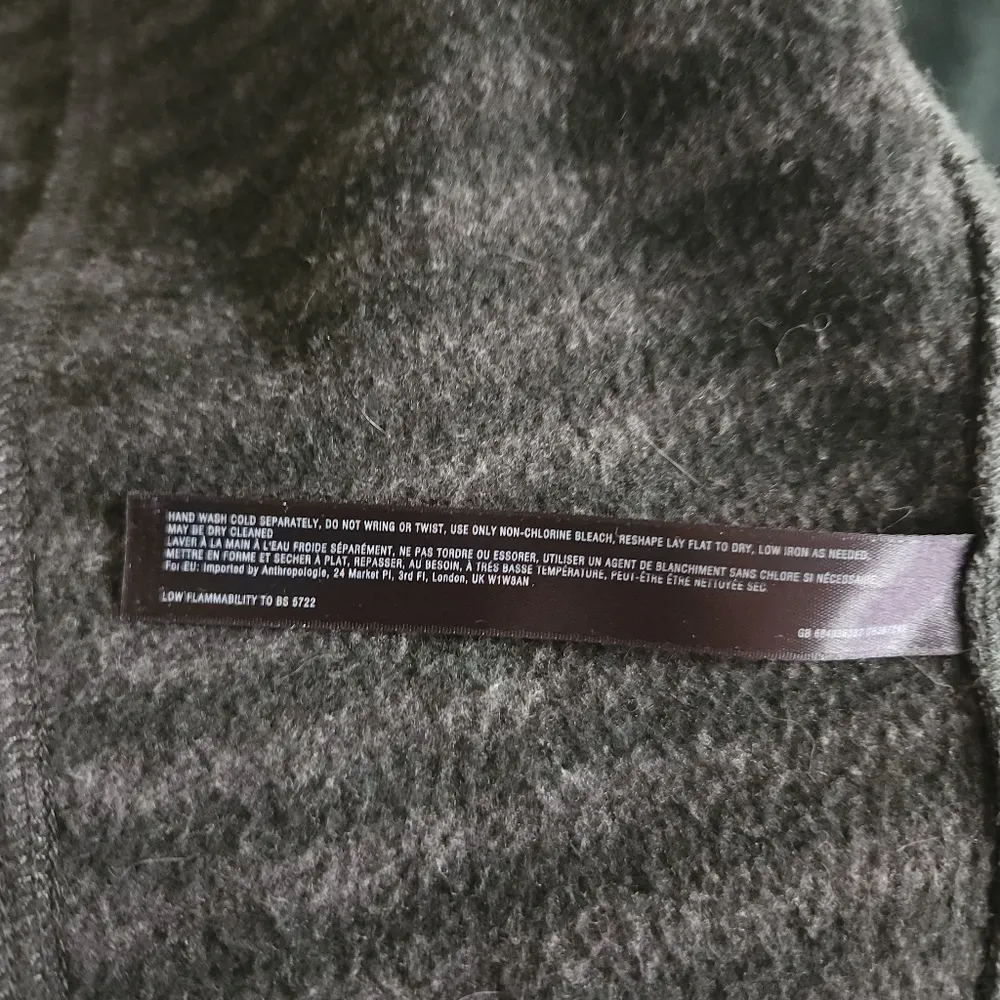 HAND WASH COLD SEPARATELY, DO NOT WRING OR TWIST, USE ONLY NON-CHLORINE BLEACH, RESHAPE LAY FLAT TO DRY, LOW IRON AS NEEDED,
MAY BE DRY CLEANED
LAVER À LA MAIN À L'EAU FROIDE SÉPARÉMENT, NE PAS TORDRE OU ESSORER, UTILISER UN AGENT DE BLANCHIMENT SANS CHLORE SI NÉCESSAIRE,
METTRE EN FORME ET SECHER À PLAT, REPASSER, AU BESOIN, À TRÉS BASSE TEMPÉRATURE, PEUT-ÊTRE ÊTRE NETTOYÉE SEC.
For EU: Imported by Anthropologie, 24 Market Pl, 3rd Fl, London, UK W1W8AN
LOW FLAMMABILITY TO BS 5722
GB